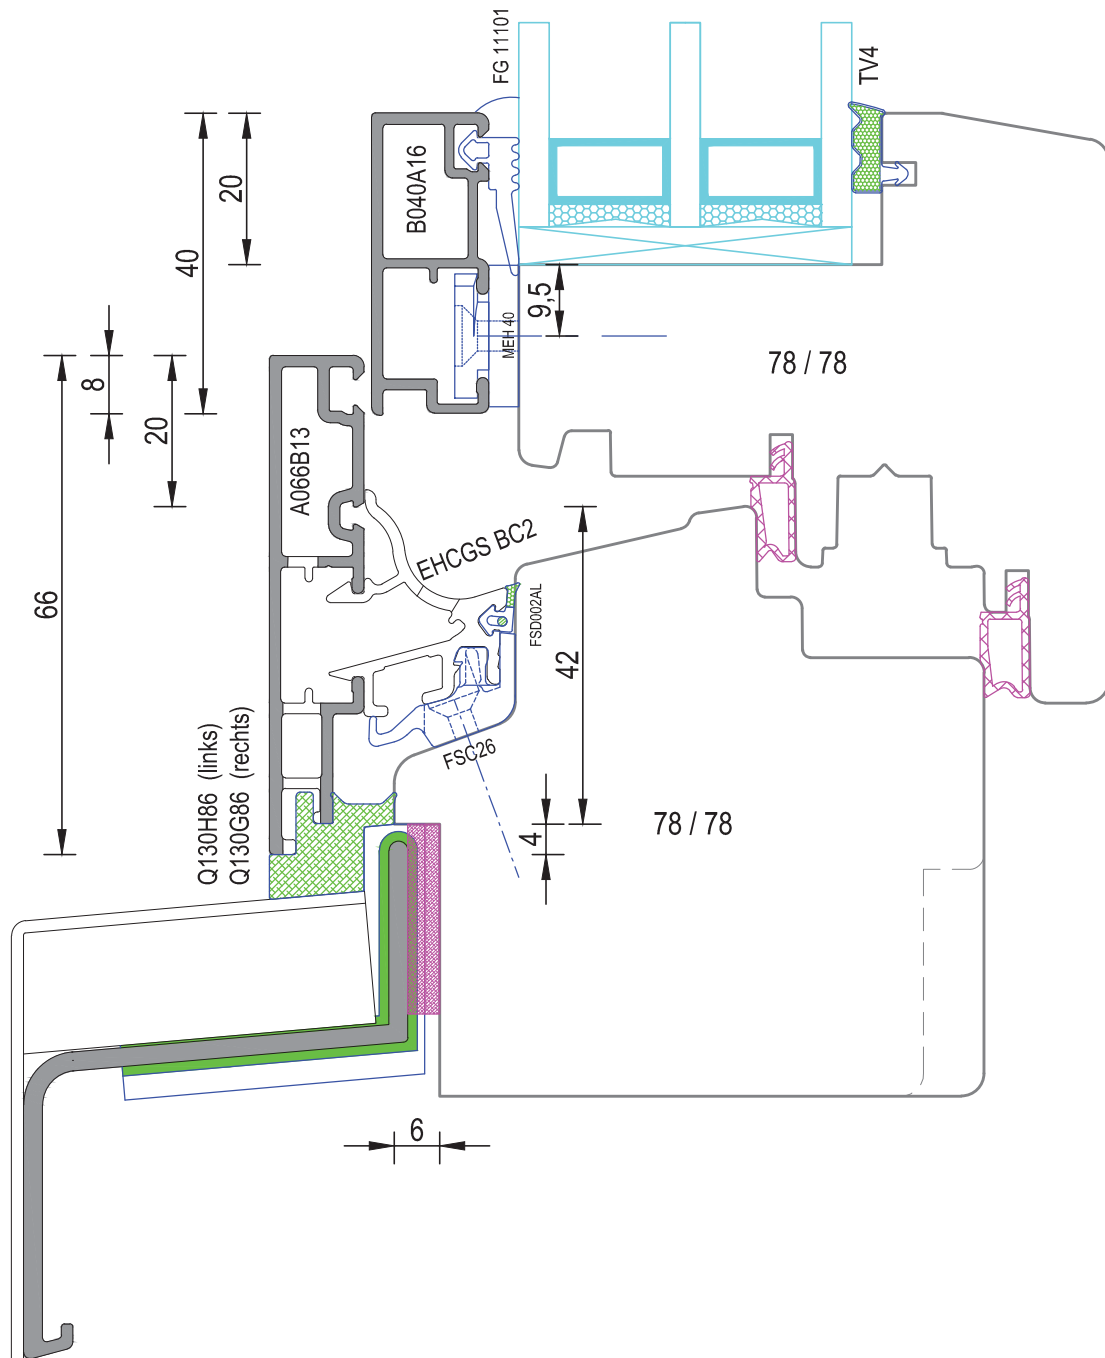 FG 11101
TV4
B040A16
20
40
9,5
MEH 40
78 / 78
8
20
A066B13
EHCGS BC2
FSD002AL
66
42
Q130H86 (links)
Q130G86 (rechts)
FSC26
4
78 / 78
6